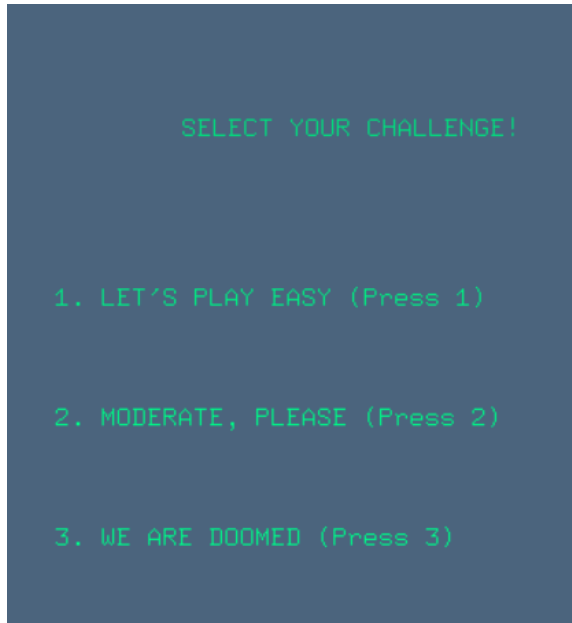 SELECT YOUR CHALLENGE!
1. LET'S PLAY EASY (Press 1)
2. MODERATE, PLEASE (Press 2)
3. WE ARE DOOMED (Press 3)